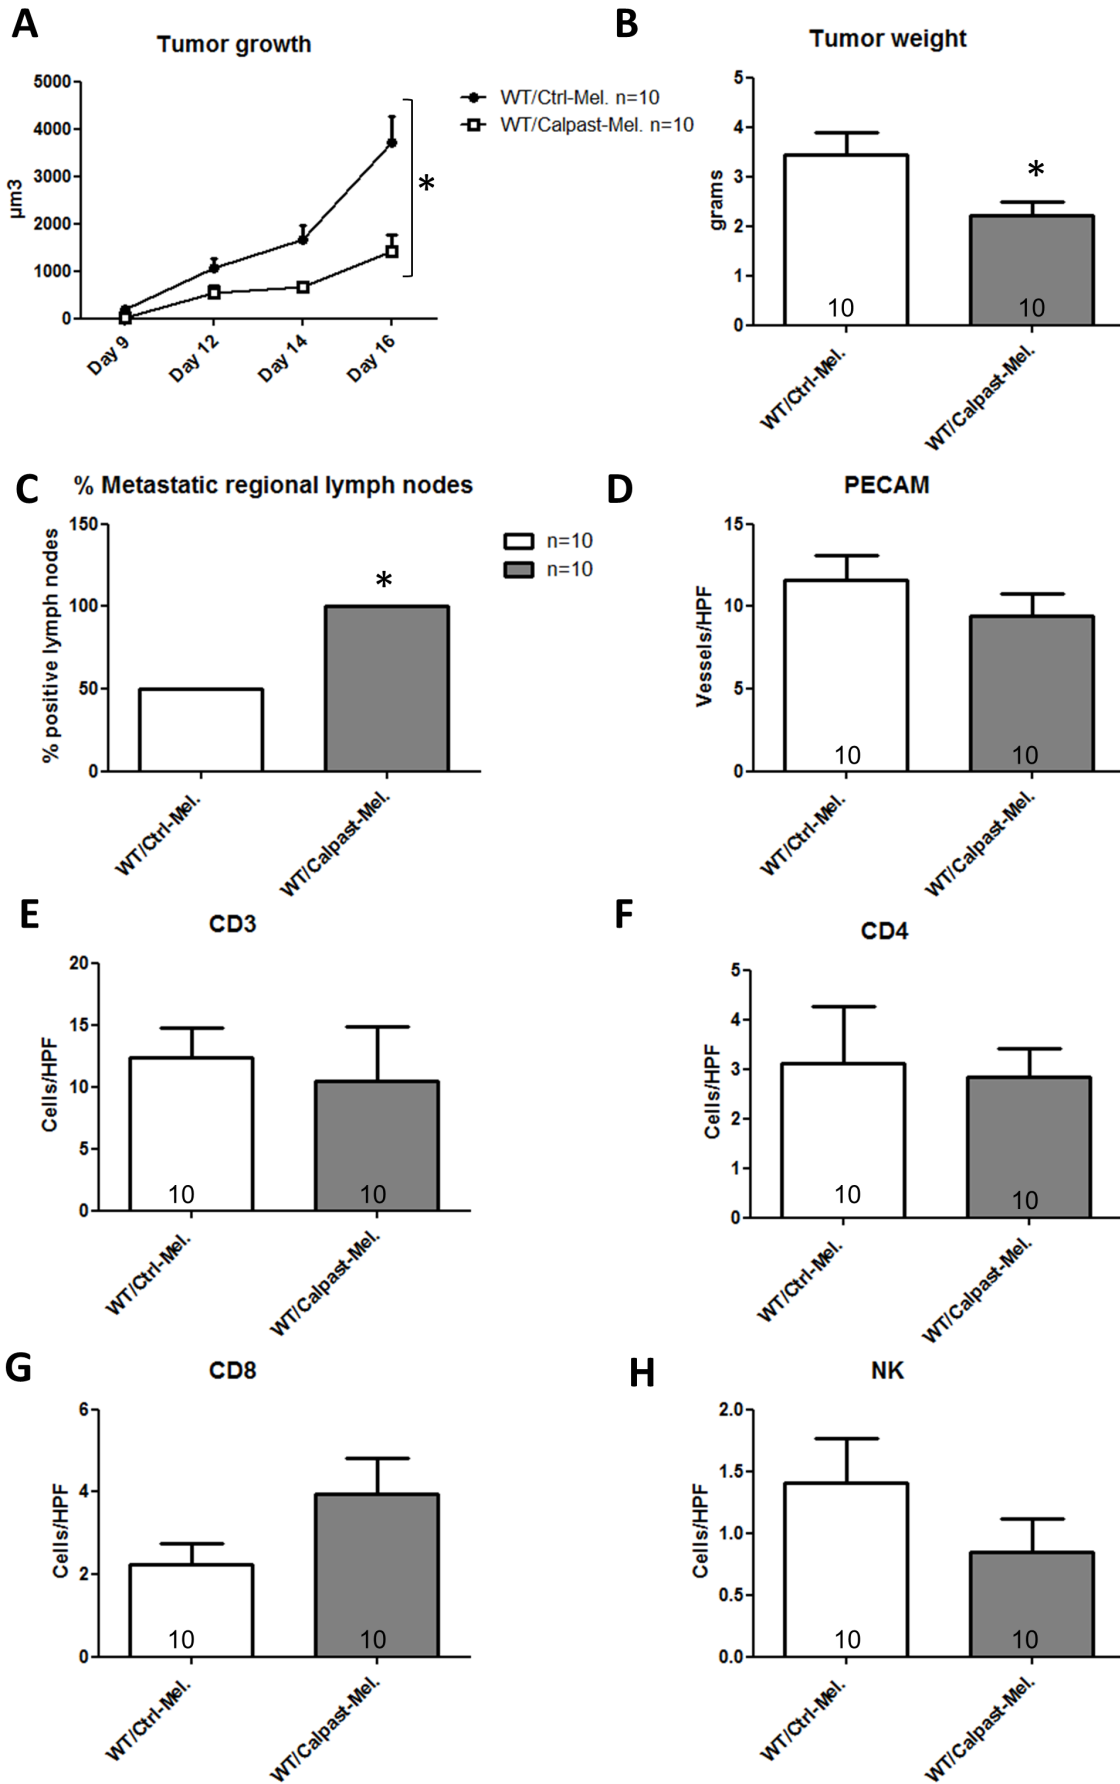 A
Tumor growth
5000
4000
3000
2000
1000
0
µm3
Day 9
Day 12
Day 14
Day 16
WT/Ctrl-Mel. n=10
WT/Calpast-Mel. n=10
*
B
Tumor weight
5
4
3
2
1
0
grams
*
10
10
WT/Ctrl-Mel.
WT/Calpast-Mel.
C
% Metastatic regional lymph nodes
150
100
50
0
% positive lymph nodes
*
n=10
n=10
WT/Ctrl-Mel.
WT/Calpast-Mel.
D
PECAM
15
10
5
0
Vessels/HPF
10
10
WT/Ctrl-Mel.
WT/Calpast-Mel.
E
CD3
20
15
10
5
0
Cells/HPF
10
10
WT/Ctrl-Mel.
WT/Calpast-Mel.
F
CD4
5
4
3
2
1
0
Cells/HPF
10
10
WT/Ctrl-Mel.
WT/Calpast-Mel.
G
CD8
6
4
2
0
Cells/HPF
10
10
WT/Ctrl-Mel.
WT/Calpast-Mel.
H
NK
2.0
1.5
1.0
0.5
0.0
Cells/HPF
10
10
WT/Ctrl-Mel.
WT/Calpast-Mel.